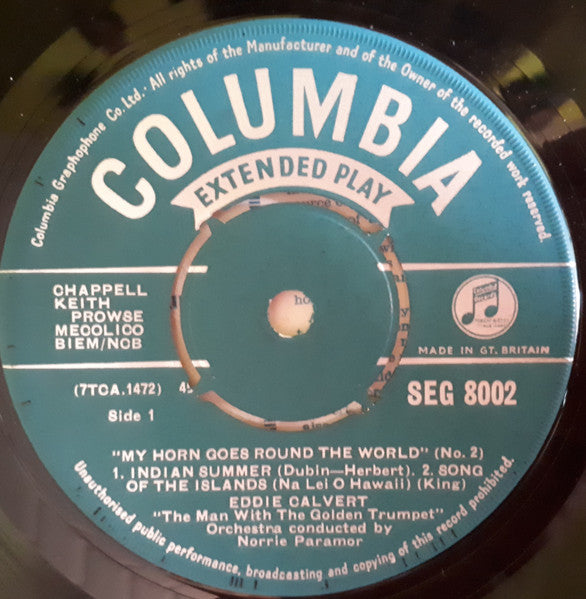 Columbia Graphophone Co. Ltd. · All rights of the Manufacturer and of the Owner of the recorded work reserved.
COLUMBIA
EXTENDED PLAY
CHAPPELL
KEITH
PROWSE
MECOLICO
BIEM/NCB
MADE IN GT. BRITAIN
(7TCA.1472) 45
SEG 8002
Side 1
"MY HORN GOES ROUND THE WORLD" (No. 2)
1. INDIAN SUMMER (Dubin—Herbert). 2. SONG
OF THE ISLANDS (Na Lei O Hawaii) (King)
EDDIE CALVERT
"The Man With The Golden Trumpet"
Orchestra conducted by
Norrie Paramor
Unauthorised public performance, broadcasting and copying of this record prohibited.